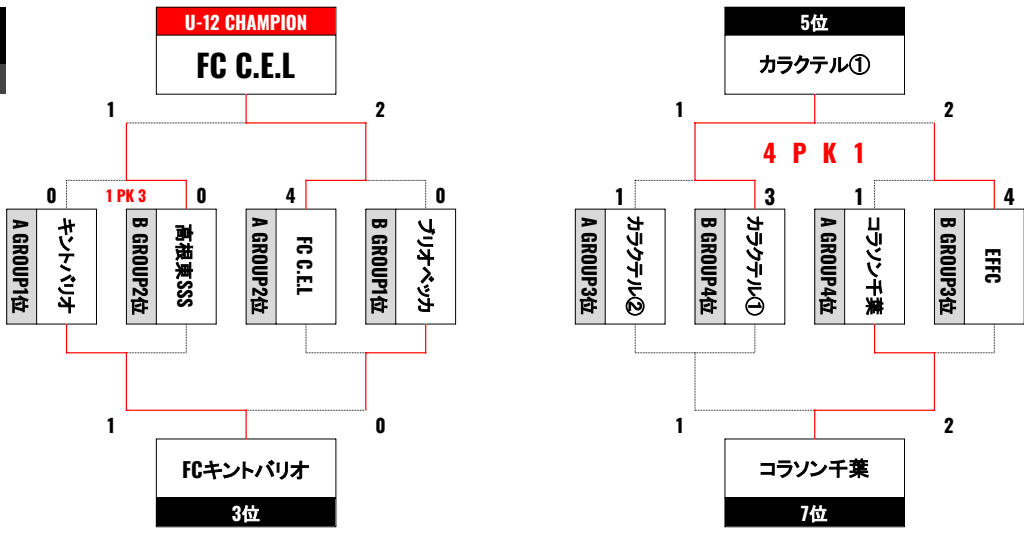 U-12 CHAMPION
FC C.E.L
1
2
0
1 PK 3
0
4
0
A GROUP1位
キントバリオ
B GROUP2位
高根東SSS
A GROUP2位
FC C.E.L
B GROUP1位
ブリオベッカ
1
0
FCキントバリオ
3位
5位
カラクテル①
1
2
4 P K 1
1
3
1
4
A GROUP3位
カラクテル②
B GROUP4位
カラクテル①
A GROUP4位
コラソン千葉
B GROUP3位
EFFC
1
2
コラソン千葉
7位